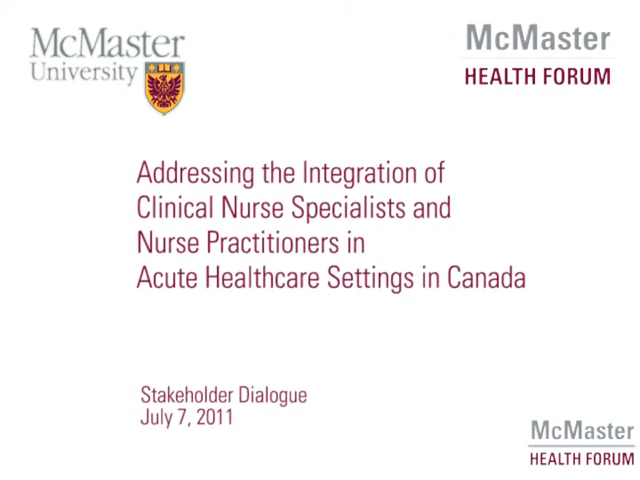 McMaster
University
McMaster
HEALTH FORUM
Addressing the Integration of
Clinical Nurse Specialists and
Nurse Practitioners in
Acute Healthcare Settings in Canada
Stakeholder Dialogue
July 7, 2011
McMaster
HEALTH FORUM